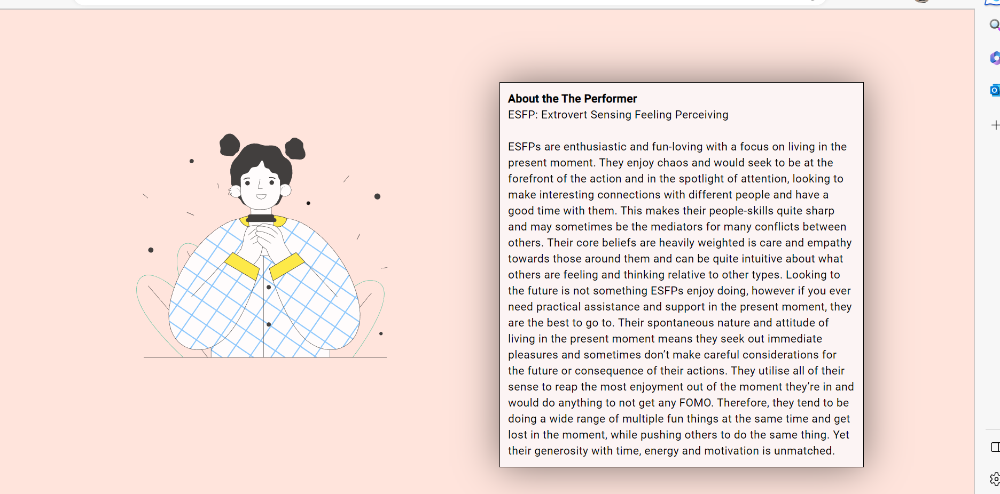 About the The Performer
ESFP: Extrovert Sensing Feeling Perceiving
ESFPs are enthusiastic and fun-loving with a focus on living in the
present moment. They enjoy chaos and would seek to be at the
forefront of the action and in the spotlight of attention, looking to
make interesting connections with different people and have a
good time with them. This makes their people-skills quite sharp
and may sometimes be the mediators for many conflicts between
others. Their core beliefs are heavily weighted is care and empathy
towards those around them and can be quite intuitive about what
others are feeling and thinking relative to other types. Looking to
the future is not something ESFPs enjoy doing, however if you ever
need practical assistance and support in the present moment, they
are the best to go to. Their spontaneous nature and attitude of
living in the present moment means they seek out immediate
pleasures and sometimes don’t make careful considerations for
the future or consequence of their actions. They utilise all of their
sense to reap the most enjoyment out of the moment they’re in and
would do anything to not get any FOMO. Therefore, they tend to be
doing a wide range of multiple fun things at the same time and get
lost in the moment, while pushing others to do the same thing. Yet
their generosity with time, energy and motivation is unmatched.